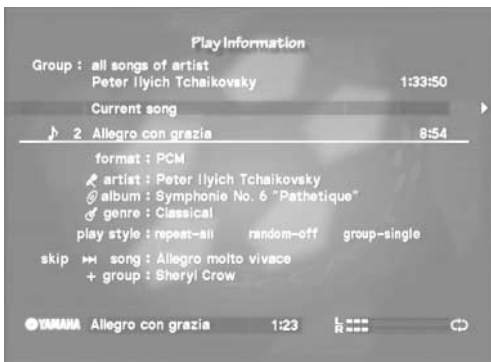 Play Information
Group : all songs of artist
Peter Ilyich Tchaikovsky 1:33:50
Current song
2 Allegro con grazia 8:54
format : PCM
artist : Peter Ilyich Tchaikovsky
album : Symphonie No. 6 "Pathetique"
genre : Classical
play style : repeat-all random-off group-single
skip song : Allegro molto vivace
+ group : Sheryl Crow
YAMAHA Allegro con grazia 1:23 L R